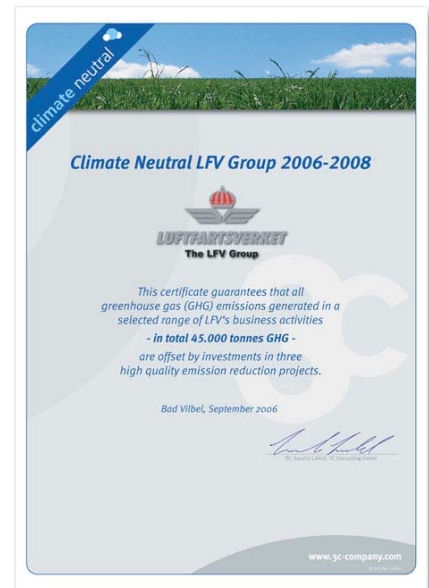 climate neutral
Climate Neutral LFV Group 2006-2008
LUFTFARTSVERKET
The LFV Group
This certificate guarantees that all
greenhouse gas (GHG) emissions generated in a
selected range of LFV's business activities
- in total 45.000 tonnes GHG -
are offset by investments in three
high quality emission reduction projects.
Bad Vilbel, September 2006
3C
www.3c-company.com